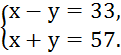 x − y = 33,
x + y = 57.